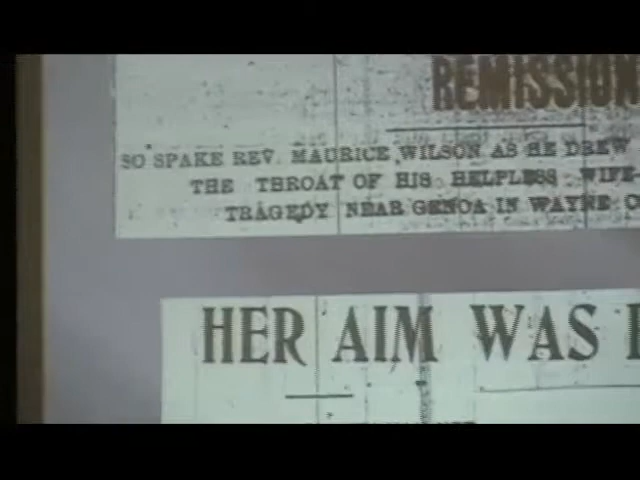 REMISSION
SO SPAKE REV. MAURICE WILSON AS HE DREW
THE THROAT OF HIS HELPLESS WIFE-
TRAGEDY NEAR GENOA IN WAYNE
HER AIM WAS